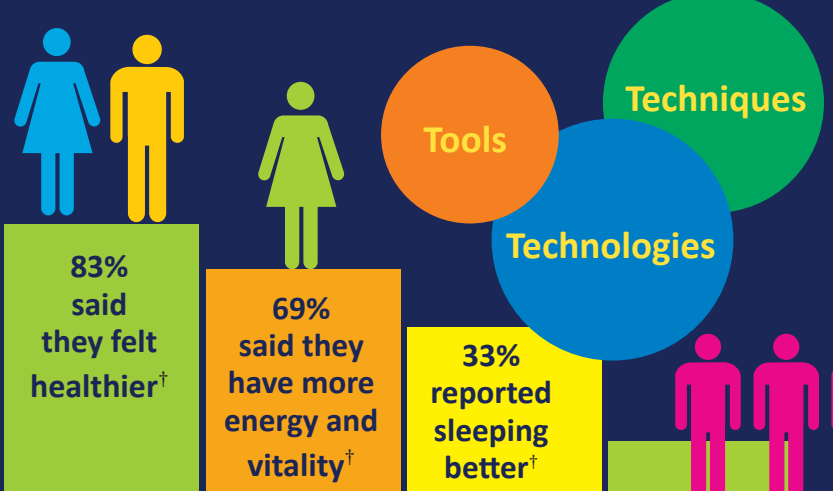 Techniques
Tools
Technologies
83%
said
they felt
healthier†
69%
said they
have more
energy and
vitality†
33%
reported
sleeping
better†